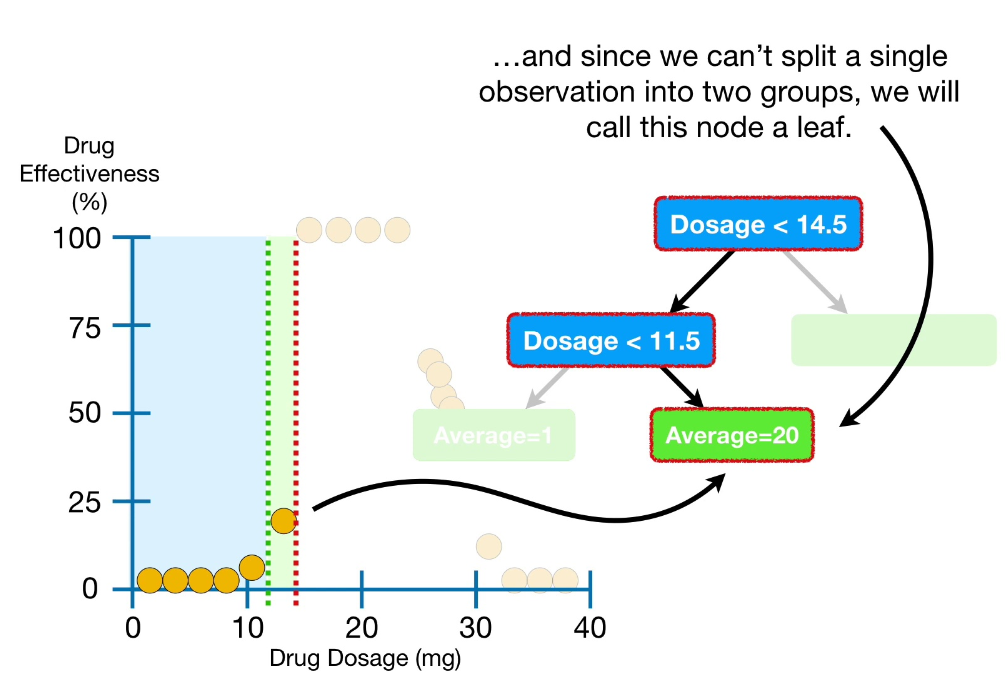 …and since we can’t split a single
observation into two groups, we will
call this node a leaf.
Drug
Effectiveness
(%)
100
75
50
25
0
0
10
20
30
40
Drug Dosage (mg)
Dosage < 14.5
Dosage < 11.5
Average=1
Average=20